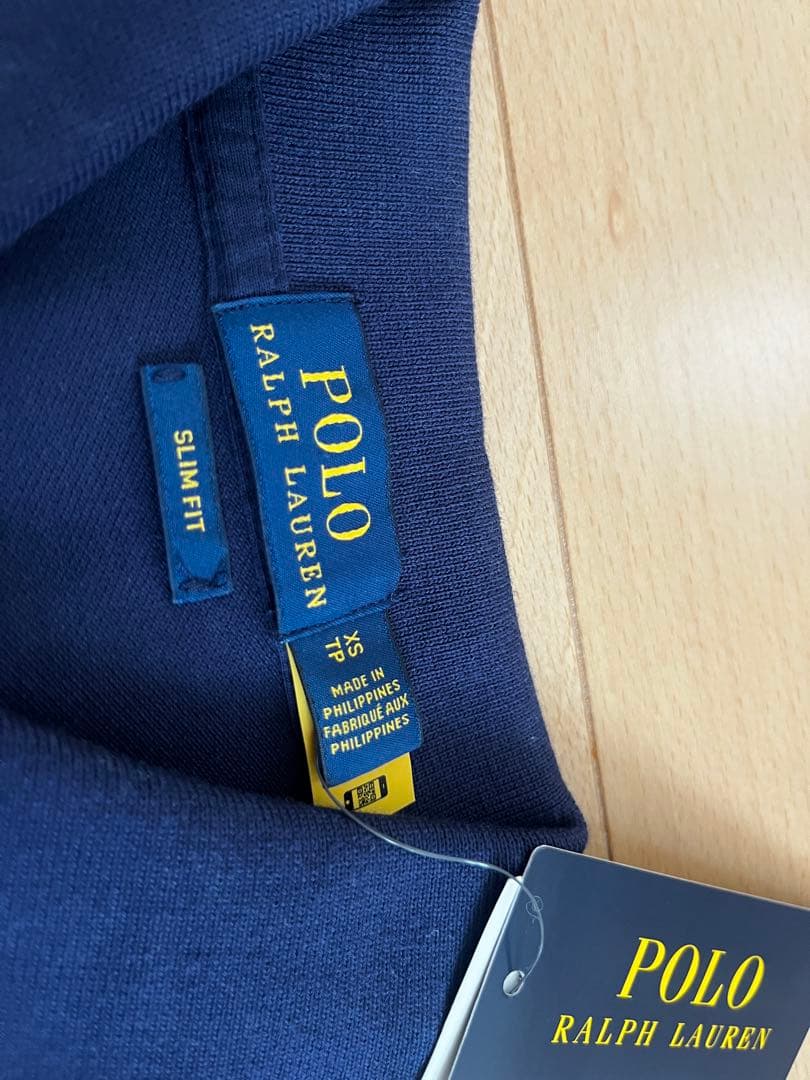 POLO
RALPH LAUREN
SLIM FIT
XS
TP
MADE IN
PHILIPPINES
FABRIQUÉ AUX
PHILIPPINES
POLO
RALPH LAUREN